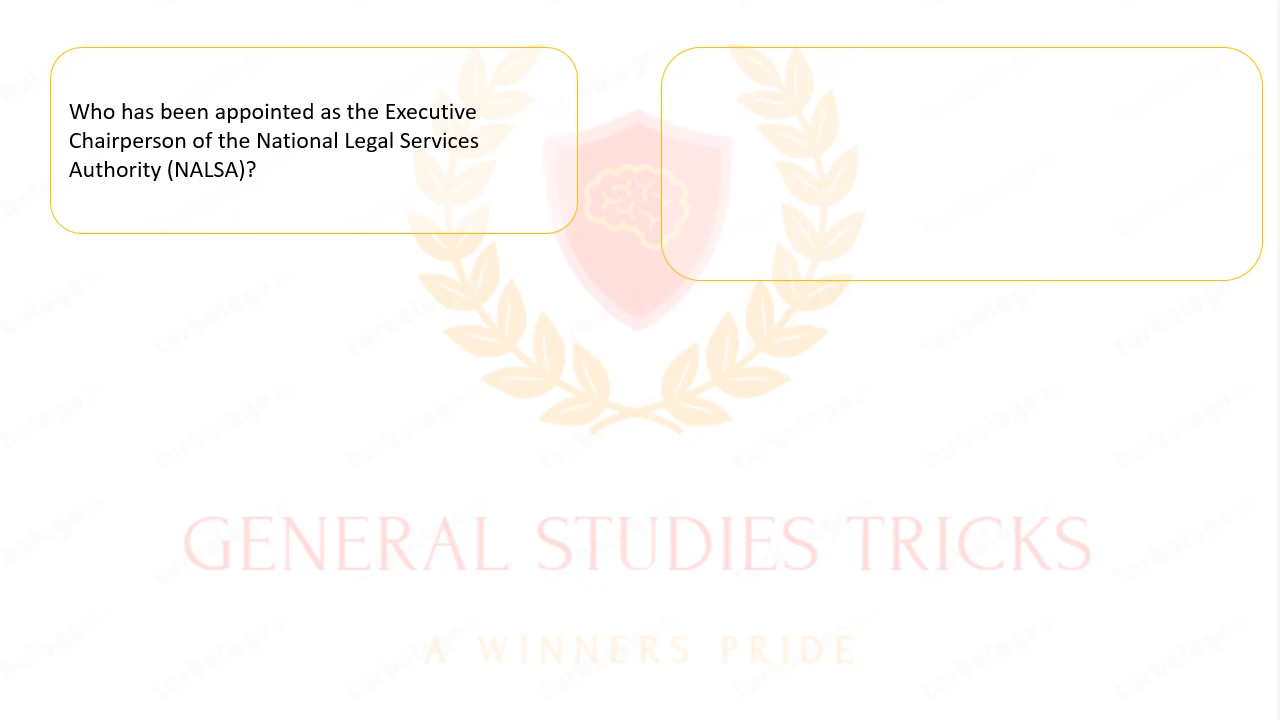 Who has been appointed as the Executive
Chairperson of the National Legal Services
Authority (NALSA)?
GENERAL STUDIES TRICKS
A WINNERS PRIDE